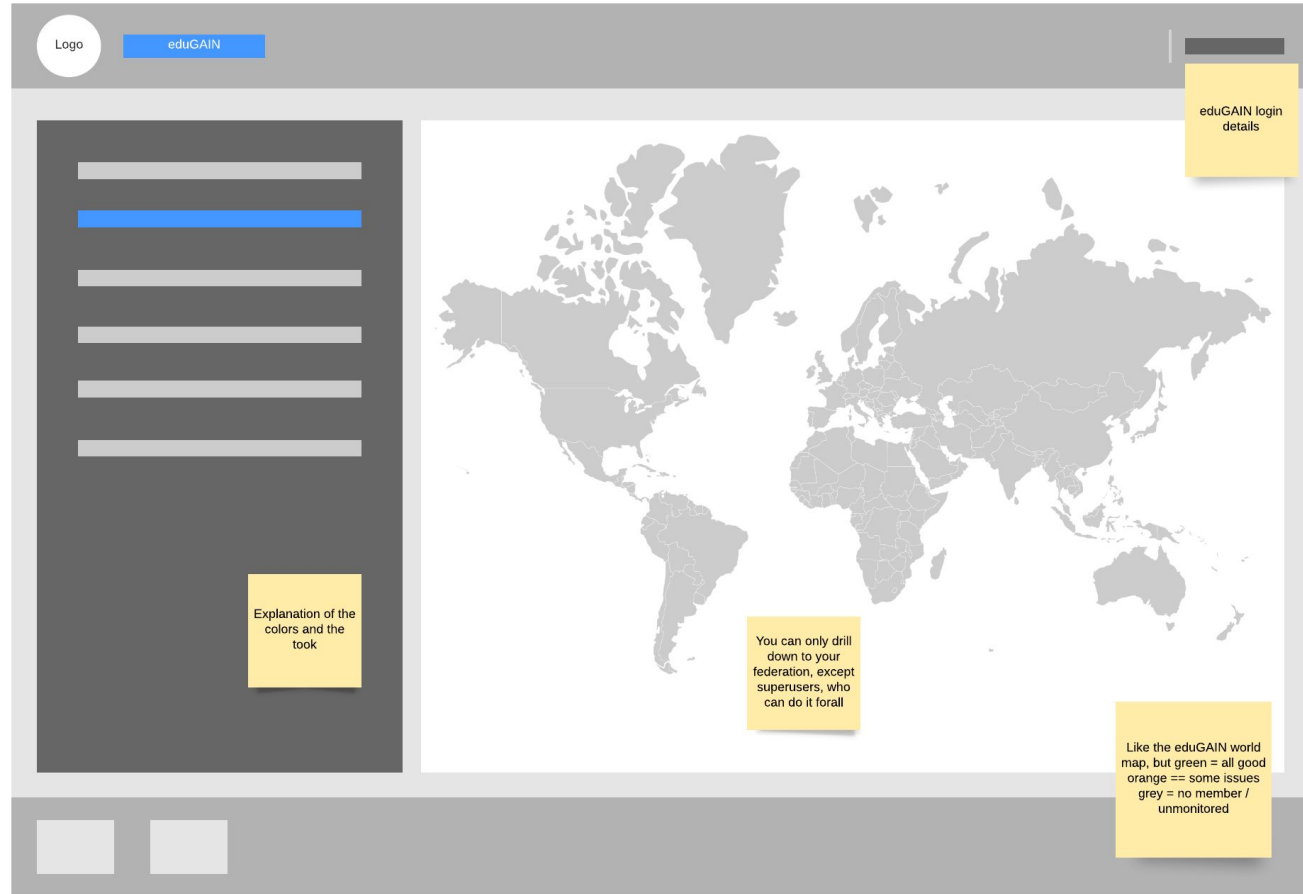 Logo
eduGAIN
eduGAIN login
details
Explanation of the
colors and the
took
You can only drill
down to your
federation, except
superusers, who
can do it forall
Like the eduGAIN world
map, but green = all good
orange == some issues
grey = no member /
unmonitored